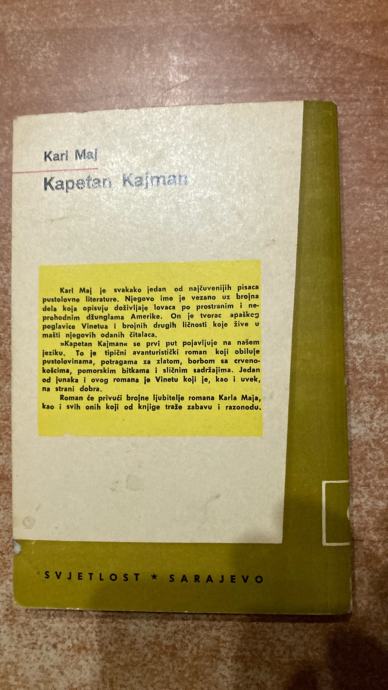 Karl Maj
Kapetan Kajman
Karl Maj je svakako jedan od najčuvenijih pisaca
pustolovne literature. Njegovo ime je vezano uz brojna
dela koja opisuju doživljaje lovaca po prostranim i ne-
prohodnim džunglama Amerike. On je tvorac apaškog
poglavice Vinetua i brojnih drugih ličnosti koje žive u
mašti njegovih odanih čitalaca.
»Kapetan Kajman« se prvi put pojavljuje na našem
jeziku. To je tipični avanturistički roman koji obiluje
pustolovinama, potragama za zlatom, borbom sa crveno-
košcima, pomorskim bitkama i sličnim sadržajima. Jedan
od junaka i ovog romana je Vinetu koji je, kao i uvek,
na strani dobra.
Roman će privući brojne ljubitelje romana Karla Maja,
kao i svih onih koji od knjige traže zabavu i razonodu.
SVJETLOST * SARAJEVO